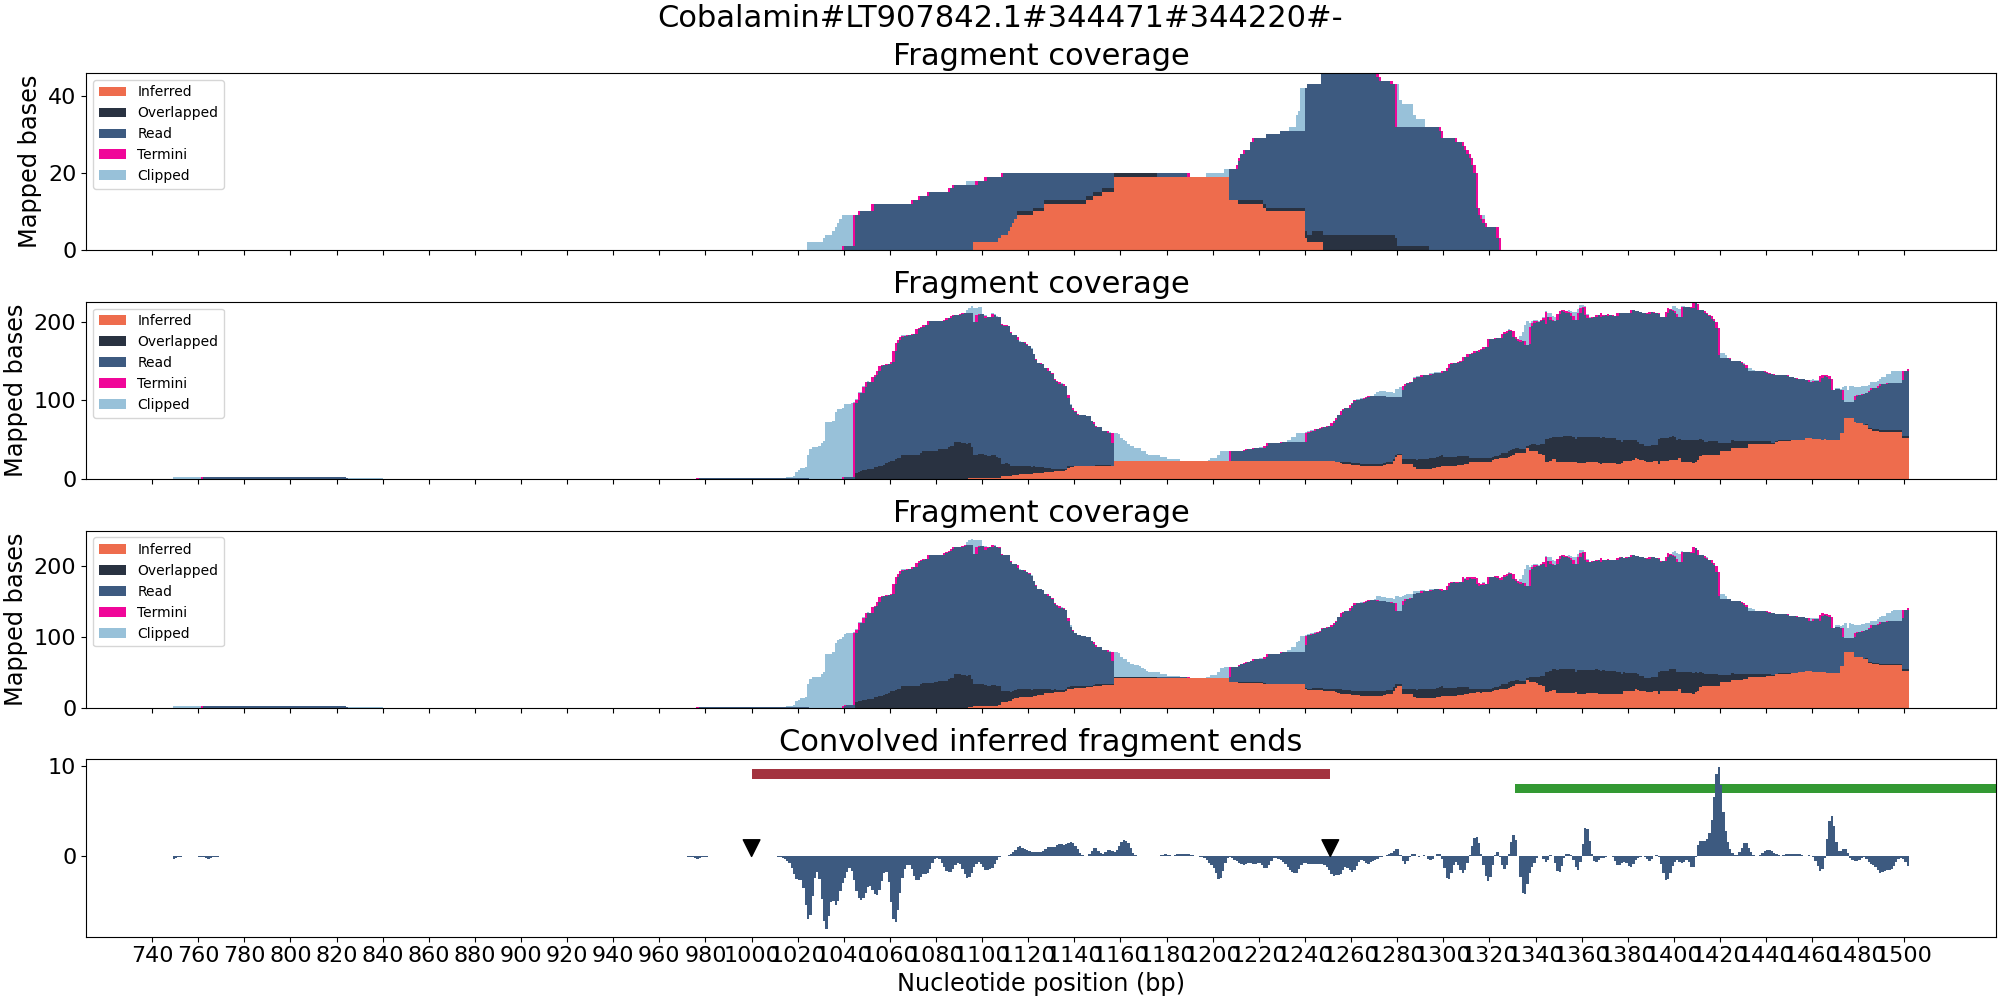 Cobalamin#LT907842.1#344471#344220#-
Fragment coverage
Mapped bases
40
20
0
Inferred
Overlapped
Read
Termini
Clipped
Fragment coverage
Mapped bases
200
100
0
Inferred
Overlapped
Read
Termini
Clipped
Fragment coverage
Mapped bases
200
100
0
Inferred
Overlapped
Read
Termini
Clipped
Convolved inferred fragment ends
10
0
740 760 780 800 820 840 860 880 900 920 940 960 980 1000 1020 1040 1060 1080 1100 1120 1140 1160 1180 1200 1220 1240 1260 1280 1300 1320 1340 1360 1380 1400 1420 1440 1460 1480 1500
Nucleotide position (bp)